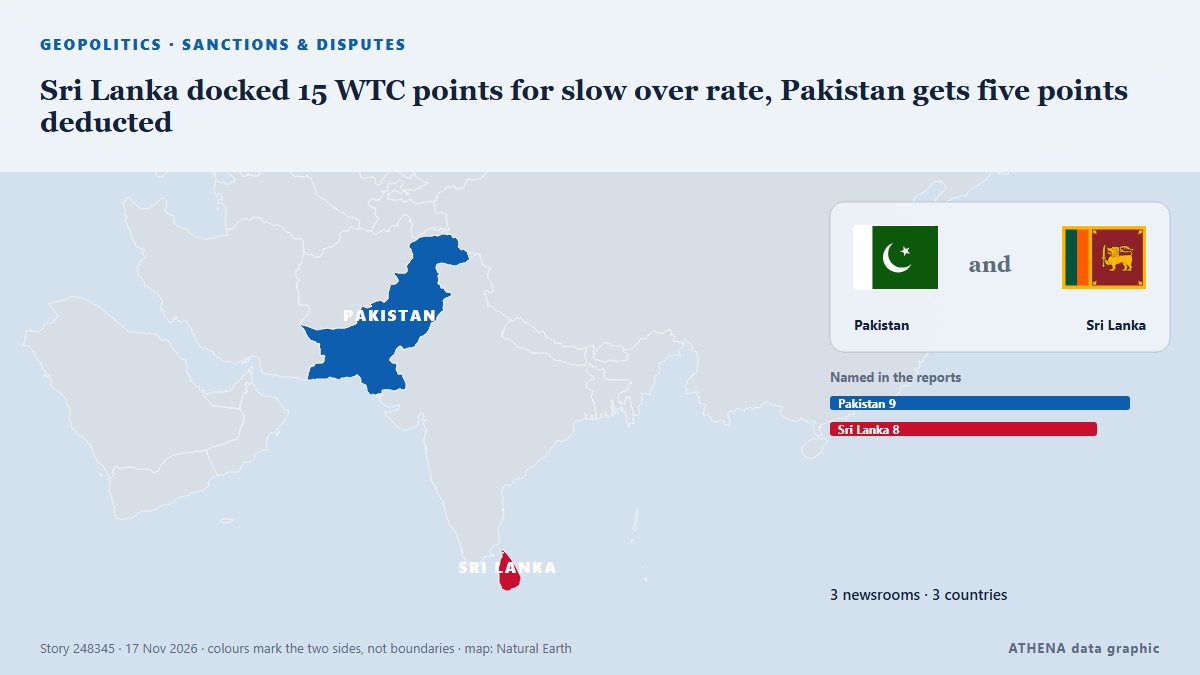 GEOPOLITICS · SANCTIONS & DISPUTES
Sri Lanka docked 15 WTC points for slow over rate, Pakistan gets five points
deducted
PAKISTAN
SRI LANKA
and
Pakistan
Sri Lanka
Named in the reports
Pakistan 9
Sri Lanka 8
3 newsrooms · 3 countries
Story 248345 · 17 Nov 2026 · colours mark the two sides, not boundaries · map: Natural Earth
ATHENA data graphic